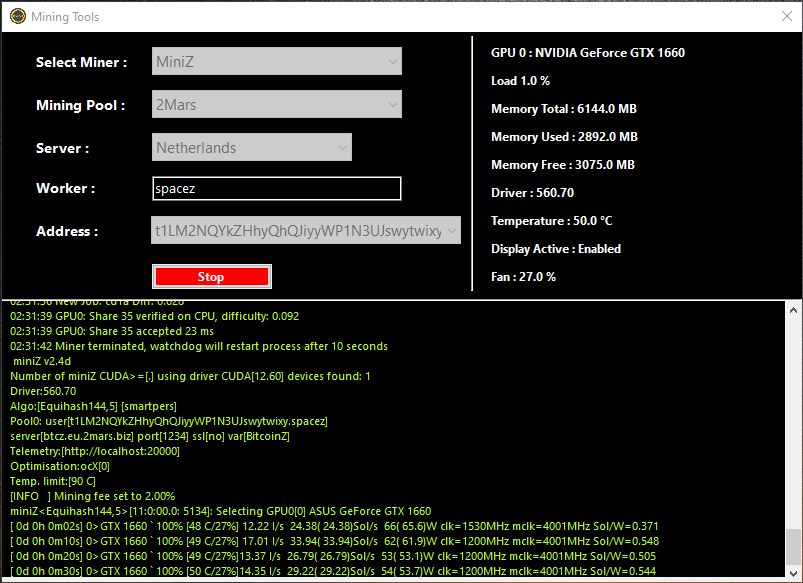 Mining Tools
Select Miner :
MiniZ
Mining Pool :
2Mars
Server :
Netherlands
Worker :
spacez
Address :
t1LM2NQYkZHhyQhQJiyyWP1N3UJswytwixy
Stop
GPU 0 : NVIDIA GeForce GTX 1660
Load 1.0 %
Memory Total : 6144.0 MB
Memory Used : 2892.0 MB
Memory Free : 3075.0 MB
Driver : 560.70
Temperature : 50.0 °C
Display Active : Enabled
Fan : 27.0 %
New Job: cd1a Diff: 0.028
02:31:39 GPU0: Share 35 verified on CPU, difficulty: 0.092
02:31:39 GPU0: Share 35 accepted 23 ms
02:31:42 Miner terminated, watchdog will restart process after 10 seconds
miniZ v2.4d
Number of miniZ CUDA>=[.] using driver CUDA[12.60] devices found: 1
Driver:560.70
Algo:[Equihash144,5] [smartpers]
Pool0: user[t1LM2NQYkZHhyQhQJiyyWP1N3UJswytwixy.spacez]
server[btcz.eu.2mars.biz] port[1234] ssl[no] var[BitcoinZ]
Telemetry:[http://localhost:20000]
Optimisation:ocX[0]
Temp. limit:[90 C]
[INFO   ] Mining fee set to 2.00%
miniZ<Equihash144,5>[11:0:00.0: 5134]: Selecting GPU0[0] ASUS GeForce GTX 1660
[ 0d 0h 0m02s] 0> GTX 1660 ` 100% [48 C/27%] 12.22 I/s  24.38( 24.38)Sol/s  66( 65.6)W clk=1530MHz mclk=4001MHz Sol/W=0.371
[ 0d 0h 0m10s] 0> GTX 1660 ` 100% [49 C/27%] 17.01 I/s  33.94( 33.94)Sol/s  62( 61.9)W clk=1200MHz mclk=4001MHz Sol/W=0.548
[ 0d 0h 0m20s] 0> GTX 1660 ` 100% [49 C/27%]13.37 I/s  26.79( 26.79)Sol/s  53( 53.1)W clk=1200MHz mclk=4001MHz Sol/W=0.505
[ 0d 0h 0m30s] 0> GTX 1660 ` 100% [50 C/27%]14.35 I/s  29.22( 29.22)Sol/s  54( 53.7)W clk=1200MHz mclk=4001MHz Sol/W=0.544